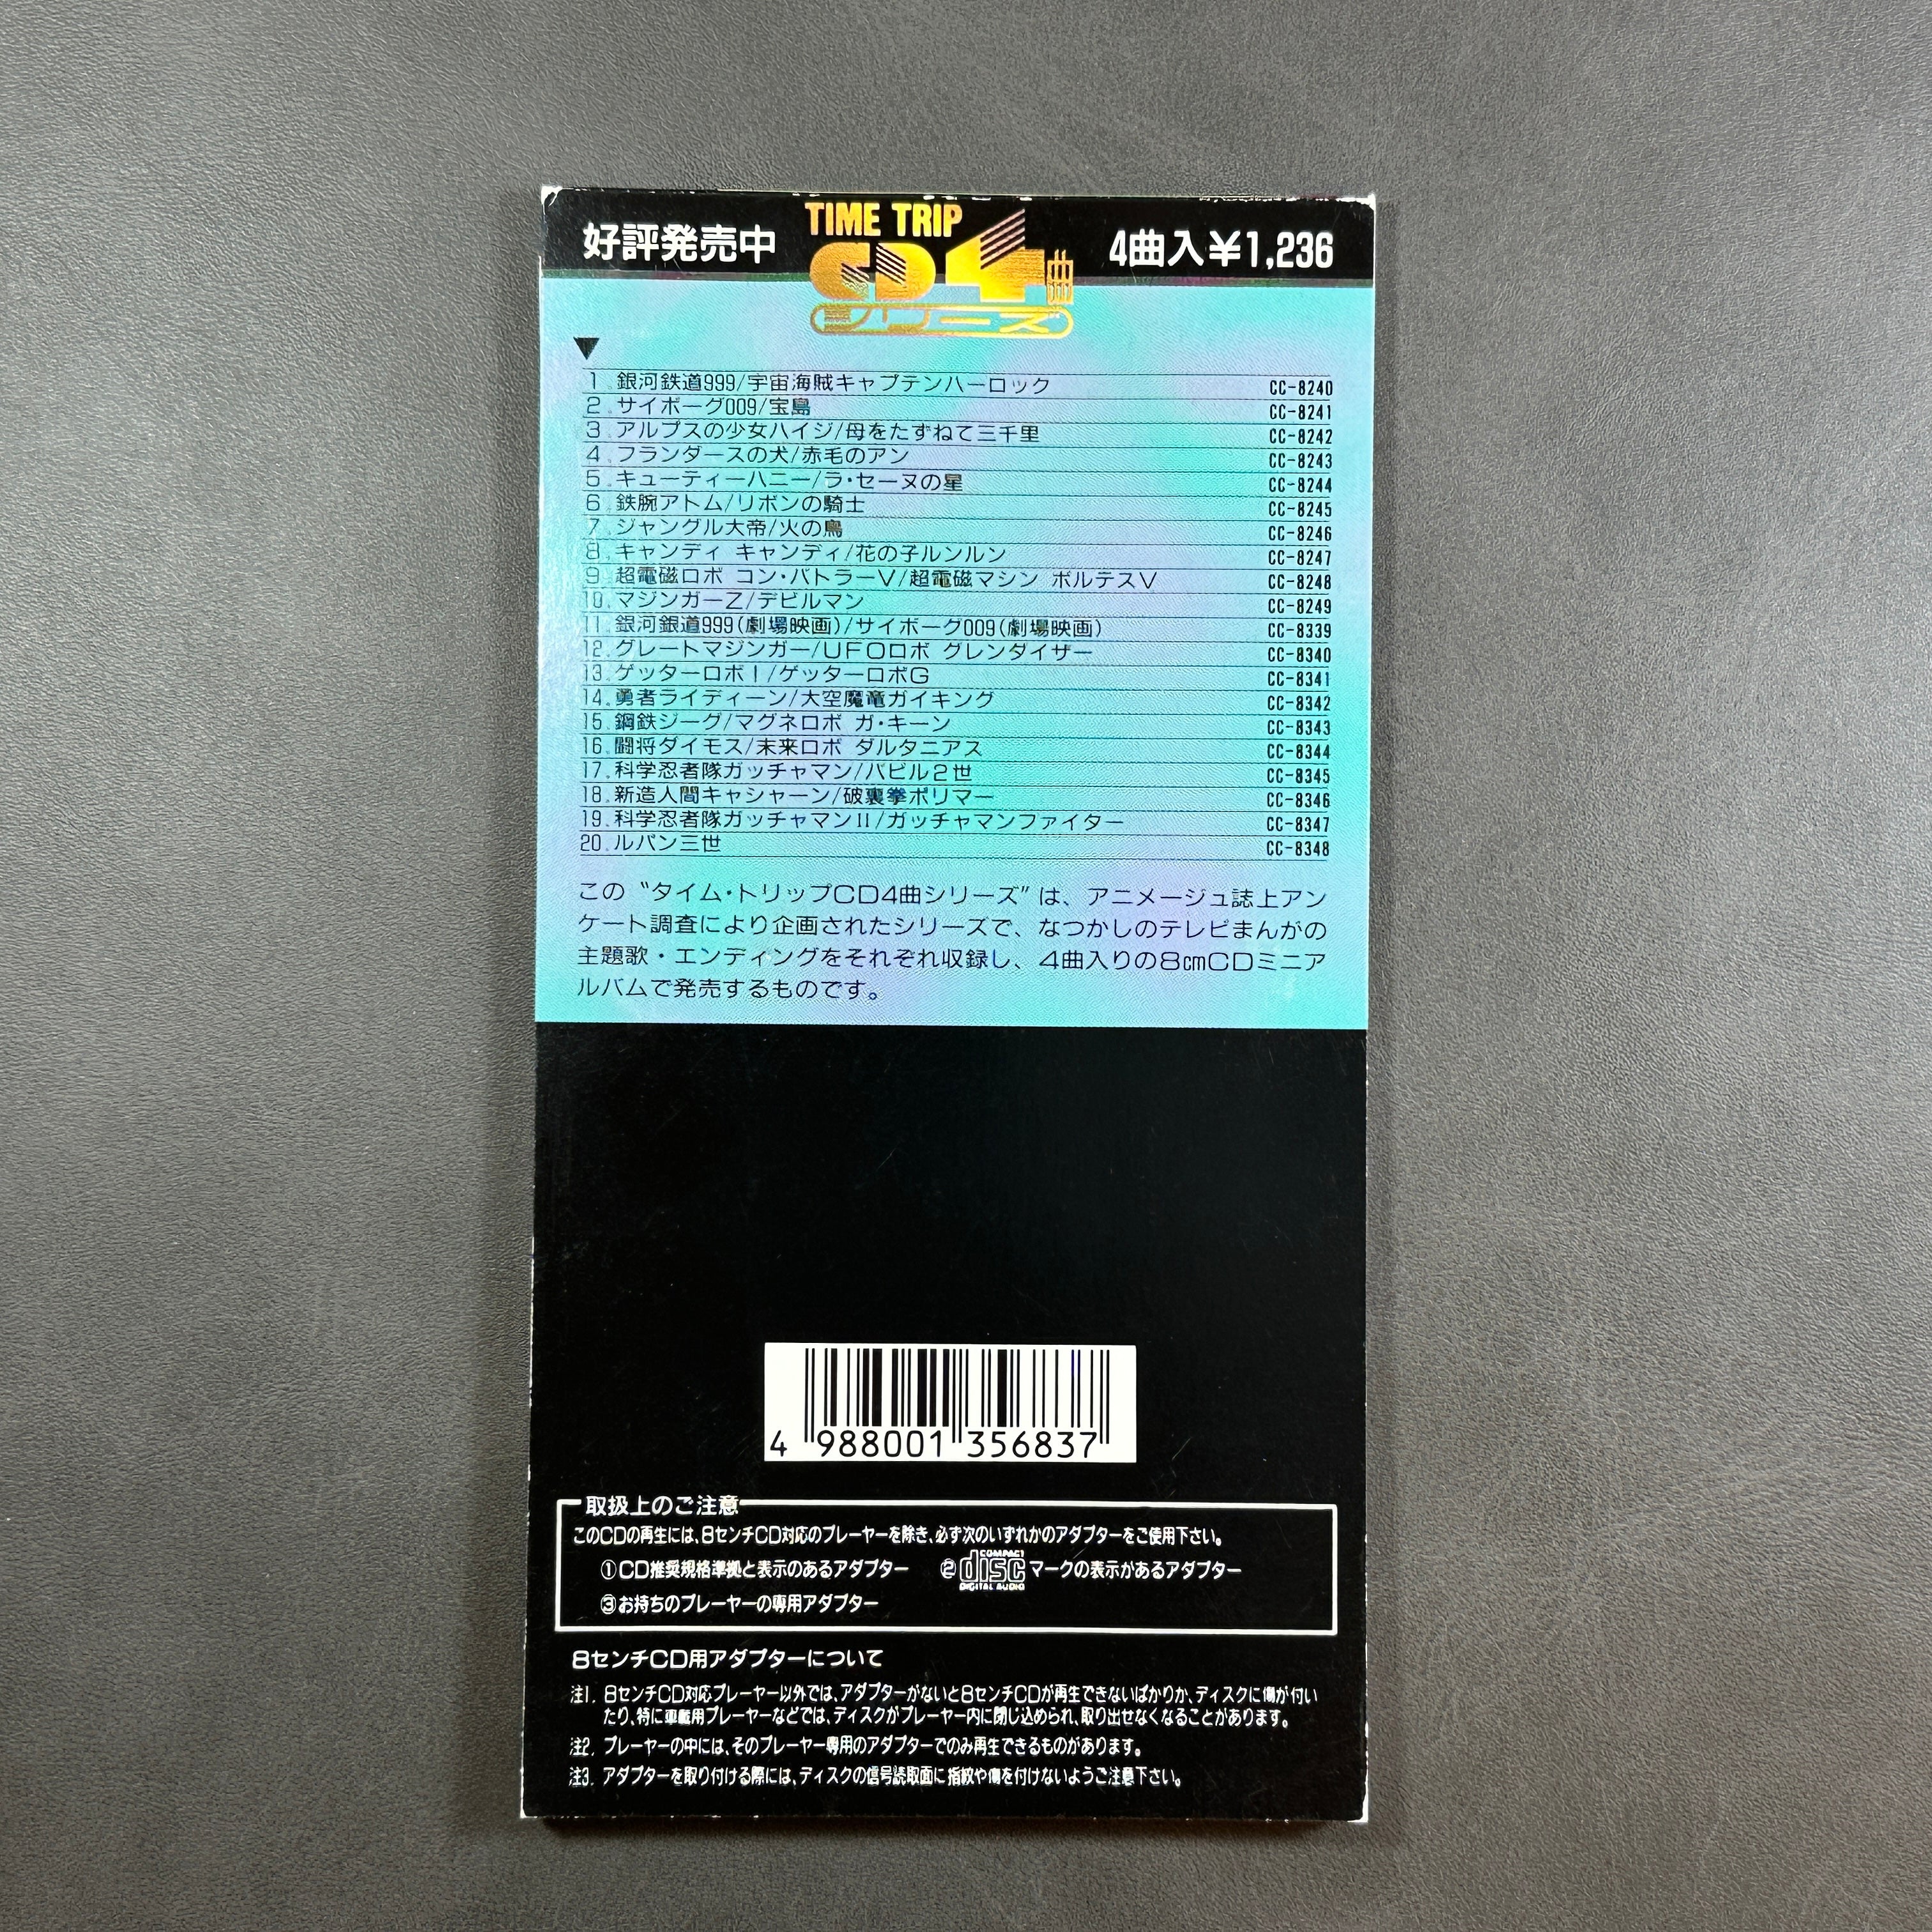 好評発売中
TIME TRIP
CD4曲
シリーズ
4曲入¥1,236
▼
1.銀河鉄道999/宇宙海賊キャプテンハーロック CC-8240
2.サイボーグ009/宝島 CC-8241
3.アルプスの少女ハイジ/母をたずねて三千里 CC-8242
4.フランダースの犬/赤毛のアン CC-8243
5.キューティーハニー/ラ・セーヌの星 CC-8244
6.鉄腕アトム/リボンの騎士 CC-8245
7.ジャングル大帝/火の鳥 CC-8246
8.キャンディ キャンディ/花の子ルンルン CC-8247
9.超電磁ロボ コン・バトラーV/超電磁マシン ボルテスV CC-8248
10.マジンガーZ/デビルマン CC-8249
11.銀河銀道999(劇場映画)/サイボーグ009(劇場映画) CC-8339
12.グレートマジンガー/UFOロボ グレンダイザー CC-8340
13.ゲッターロボ!/ゲッターロボG CC-8341
14.勇者ライディーン/大空魔竜ガイキング CC-8342
15.鋼鉄ジーグ/マグネロボ ガ・キーン CC-8343
16.闘将ダイモス/末来ロボ ダルタニアス CC-8344
17.科学忍者隊ガッチャマン/バビル2世 CC-8345
18.新造人間キャシャーン/破裏拳ポリマー CC-8346
19.科学忍者隊ガッチャマンII/ガッチャマンファイター CC-8347
20.ルパン三世 CC-8348
この“タイム・トリップCD4曲シリーズ”は、アニメージュ誌上アン
ケート調査により企画されたシリーズで、なつかしのテレビまんがの
主題歌・エンディングをそれぞれ収録し、4曲入りの8cmCDミニア
ルバムで発売するものです。
4 988001 356837
取扱上のご注意
このCDの再生には、8センチCD対応のプレーヤーを除き、必ず次のいずれかのアダプターをご使用下さい。
①CD推奨規格準拠と表示のあるアダプター ②COMPACT disc DIGITAL AUDIOマークの表示があるアダプター
③お持ちのプレーヤーの専用アダプター
8センチCD用アダプターについて
注1. 8センチCD対応プレーヤー以外では、アダプターがないと8センチCDが再生できないばかりか、ディスクに傷が付い
たり、特に車載用プレーヤーなどでは、ディスクがプレーヤー内に閉じ込められ、取り出せなくなることがあります。
注2. プレーヤーの中には、そのプレーヤー専用のアダプターでのみ再生できるものがあります。
注3. アダプターを取り付ける際には、ディスクの信号読取面に指紋や傷を付けないようご注意下さい。